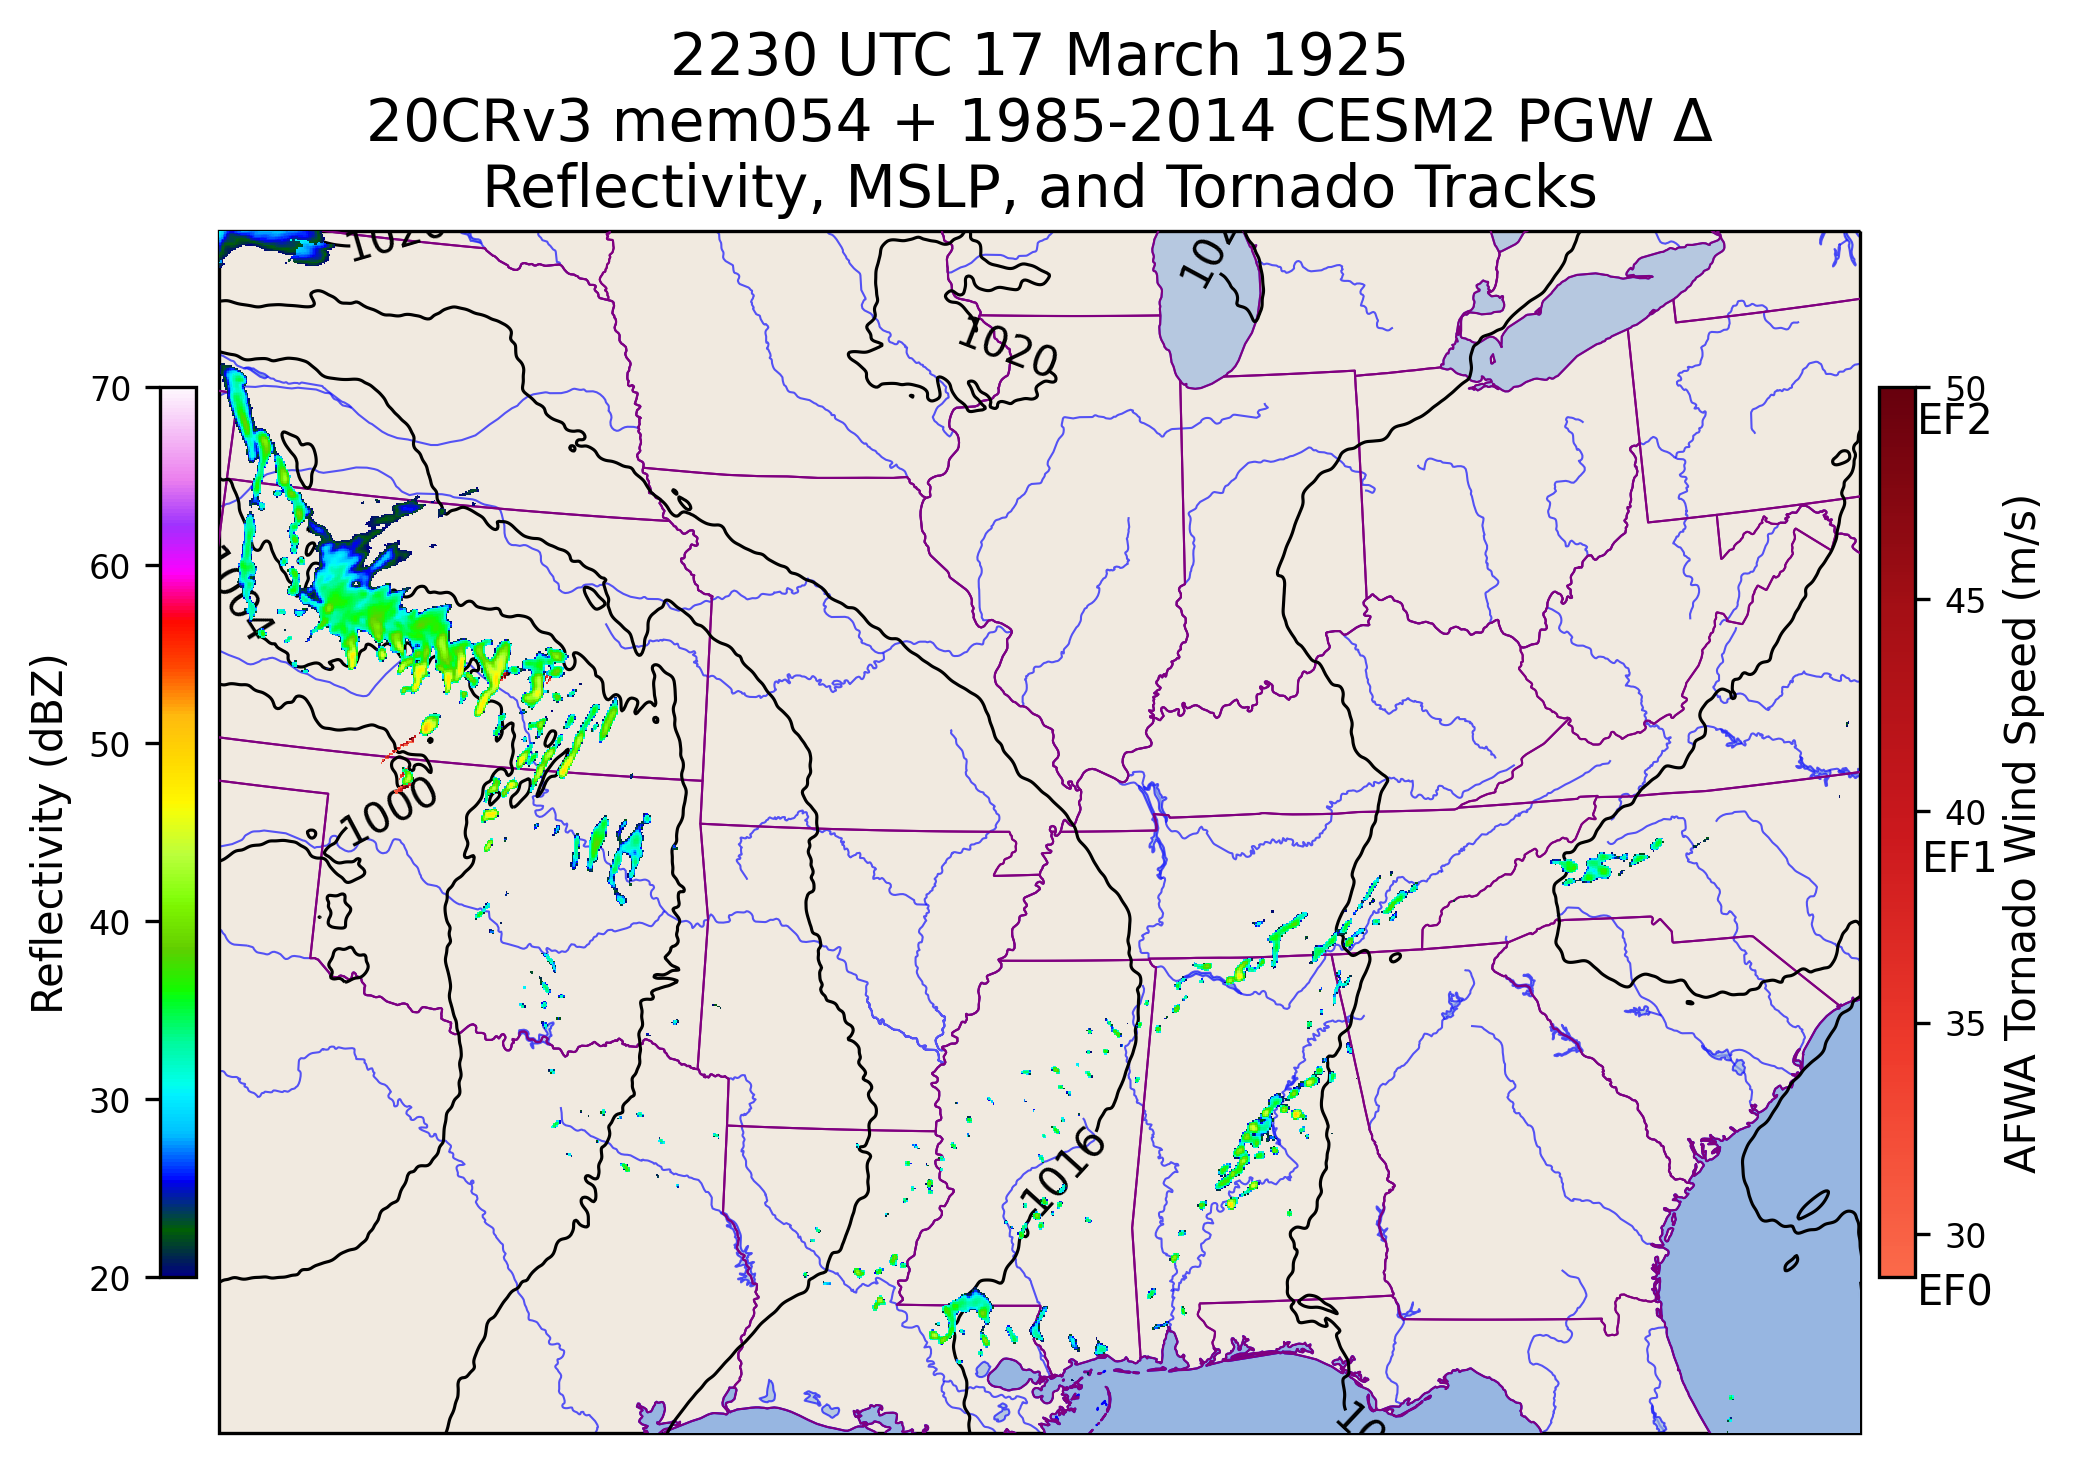 2230 UTC 17 March 1925
20CRv3 mem054 + 1985-2014 CESM2 PGW Δ
Reflectivity, MSLP, and Tornado Tracks
1020
1020
1004
1000
1016
70
60
50
40
30
20
Reflectivity (dBZ)
50
EF2
45
40
EF1
35
30
EF0
AFWA Tornado Wind Speed (m/s)